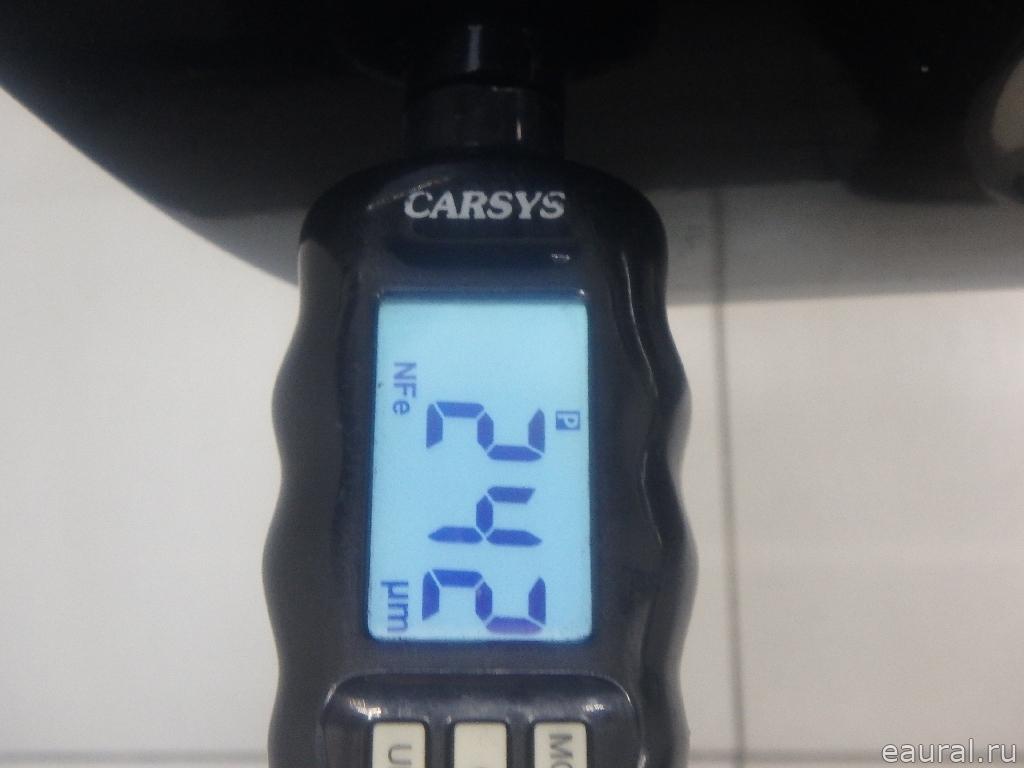 CARSYS
P
242
NFe
µm
eaural.ru